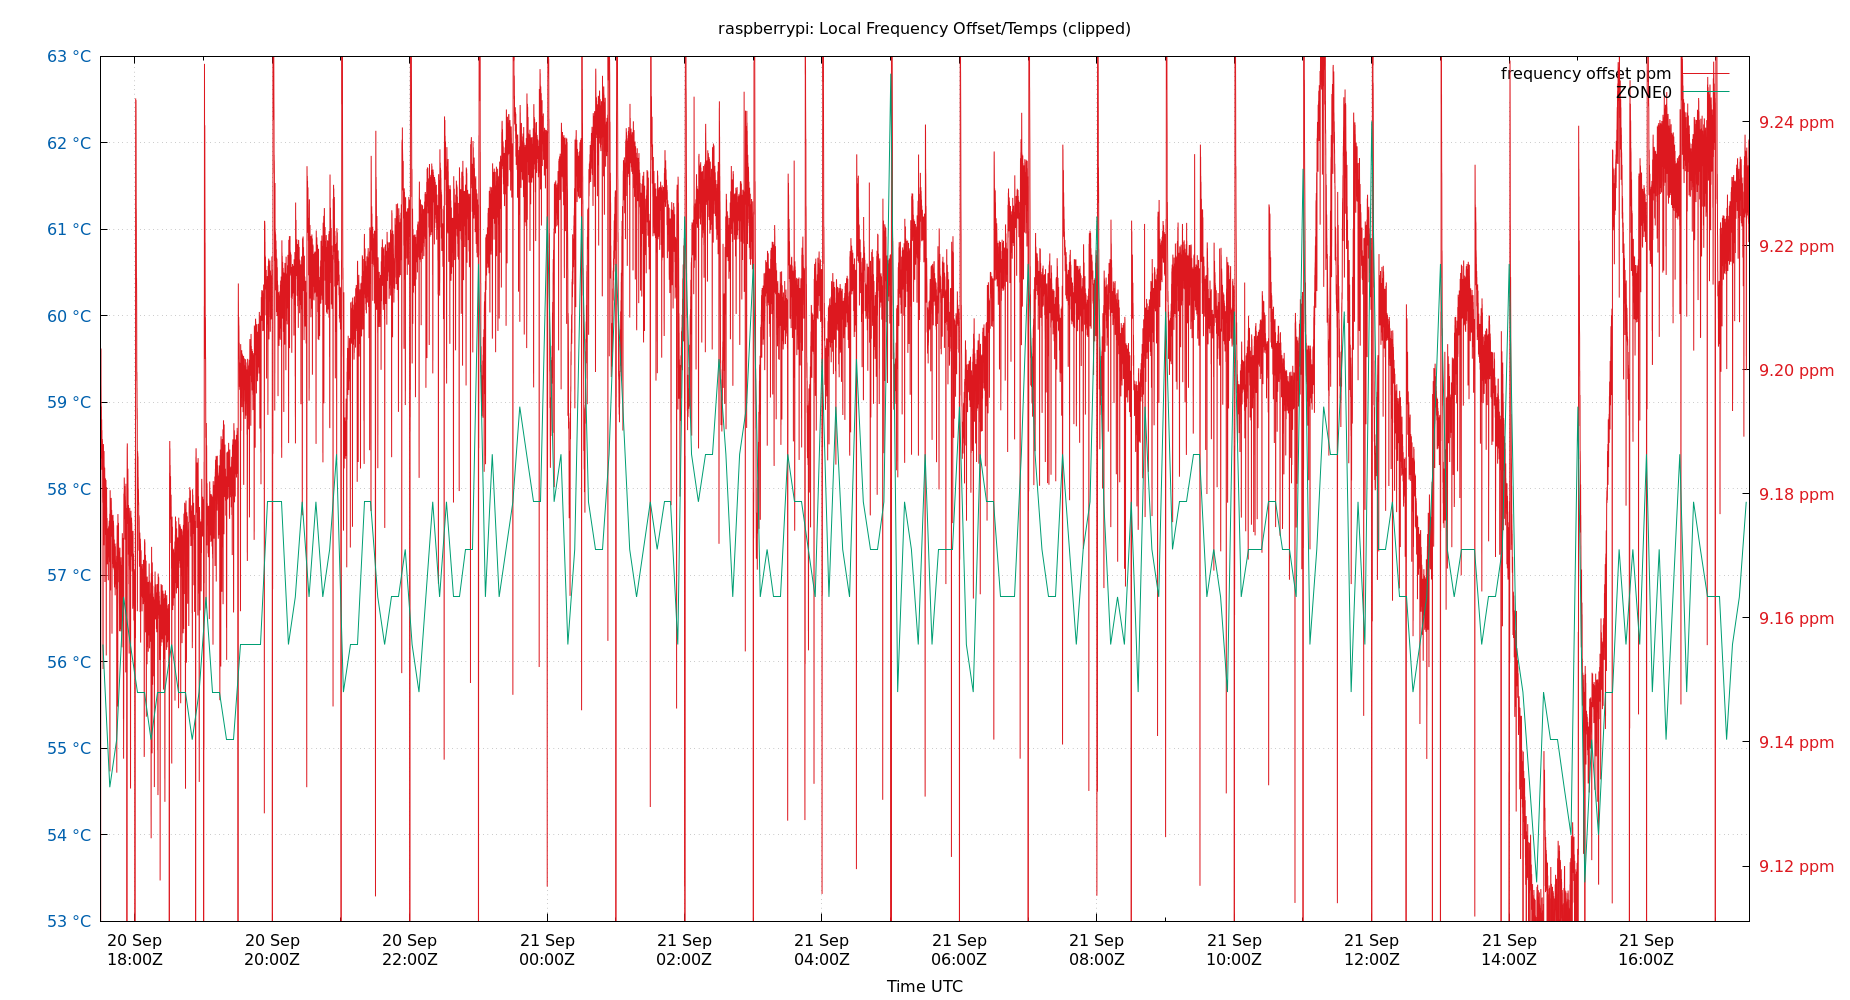 raspberrypi: Local Frequency Offset/Temps (clipped)
63 °C
62 °C
61 °C
60 °C
59 °C
58 °C
57 °C
56 °C
55 °C
54 °C
53 °C
frequency offset ppm
ZONE0
9.24 ppm
9.22 ppm
9.20 ppm
9.18 ppm
9.16 ppm
9.14 ppm
9.12 ppm
20 Sep 20 Sep 20 Sep 21 Sep 21 Sep 21 Sep 21 Sep 21 Sep 21 Sep 21 Sep 21 Sep 21 Sep
18:00Z 20:00Z 22:00Z 00:00Z 02:00Z 04:00Z 06:00Z 08:00Z 10:00Z 12:00Z 14:00Z 16:00Z
Time UTC